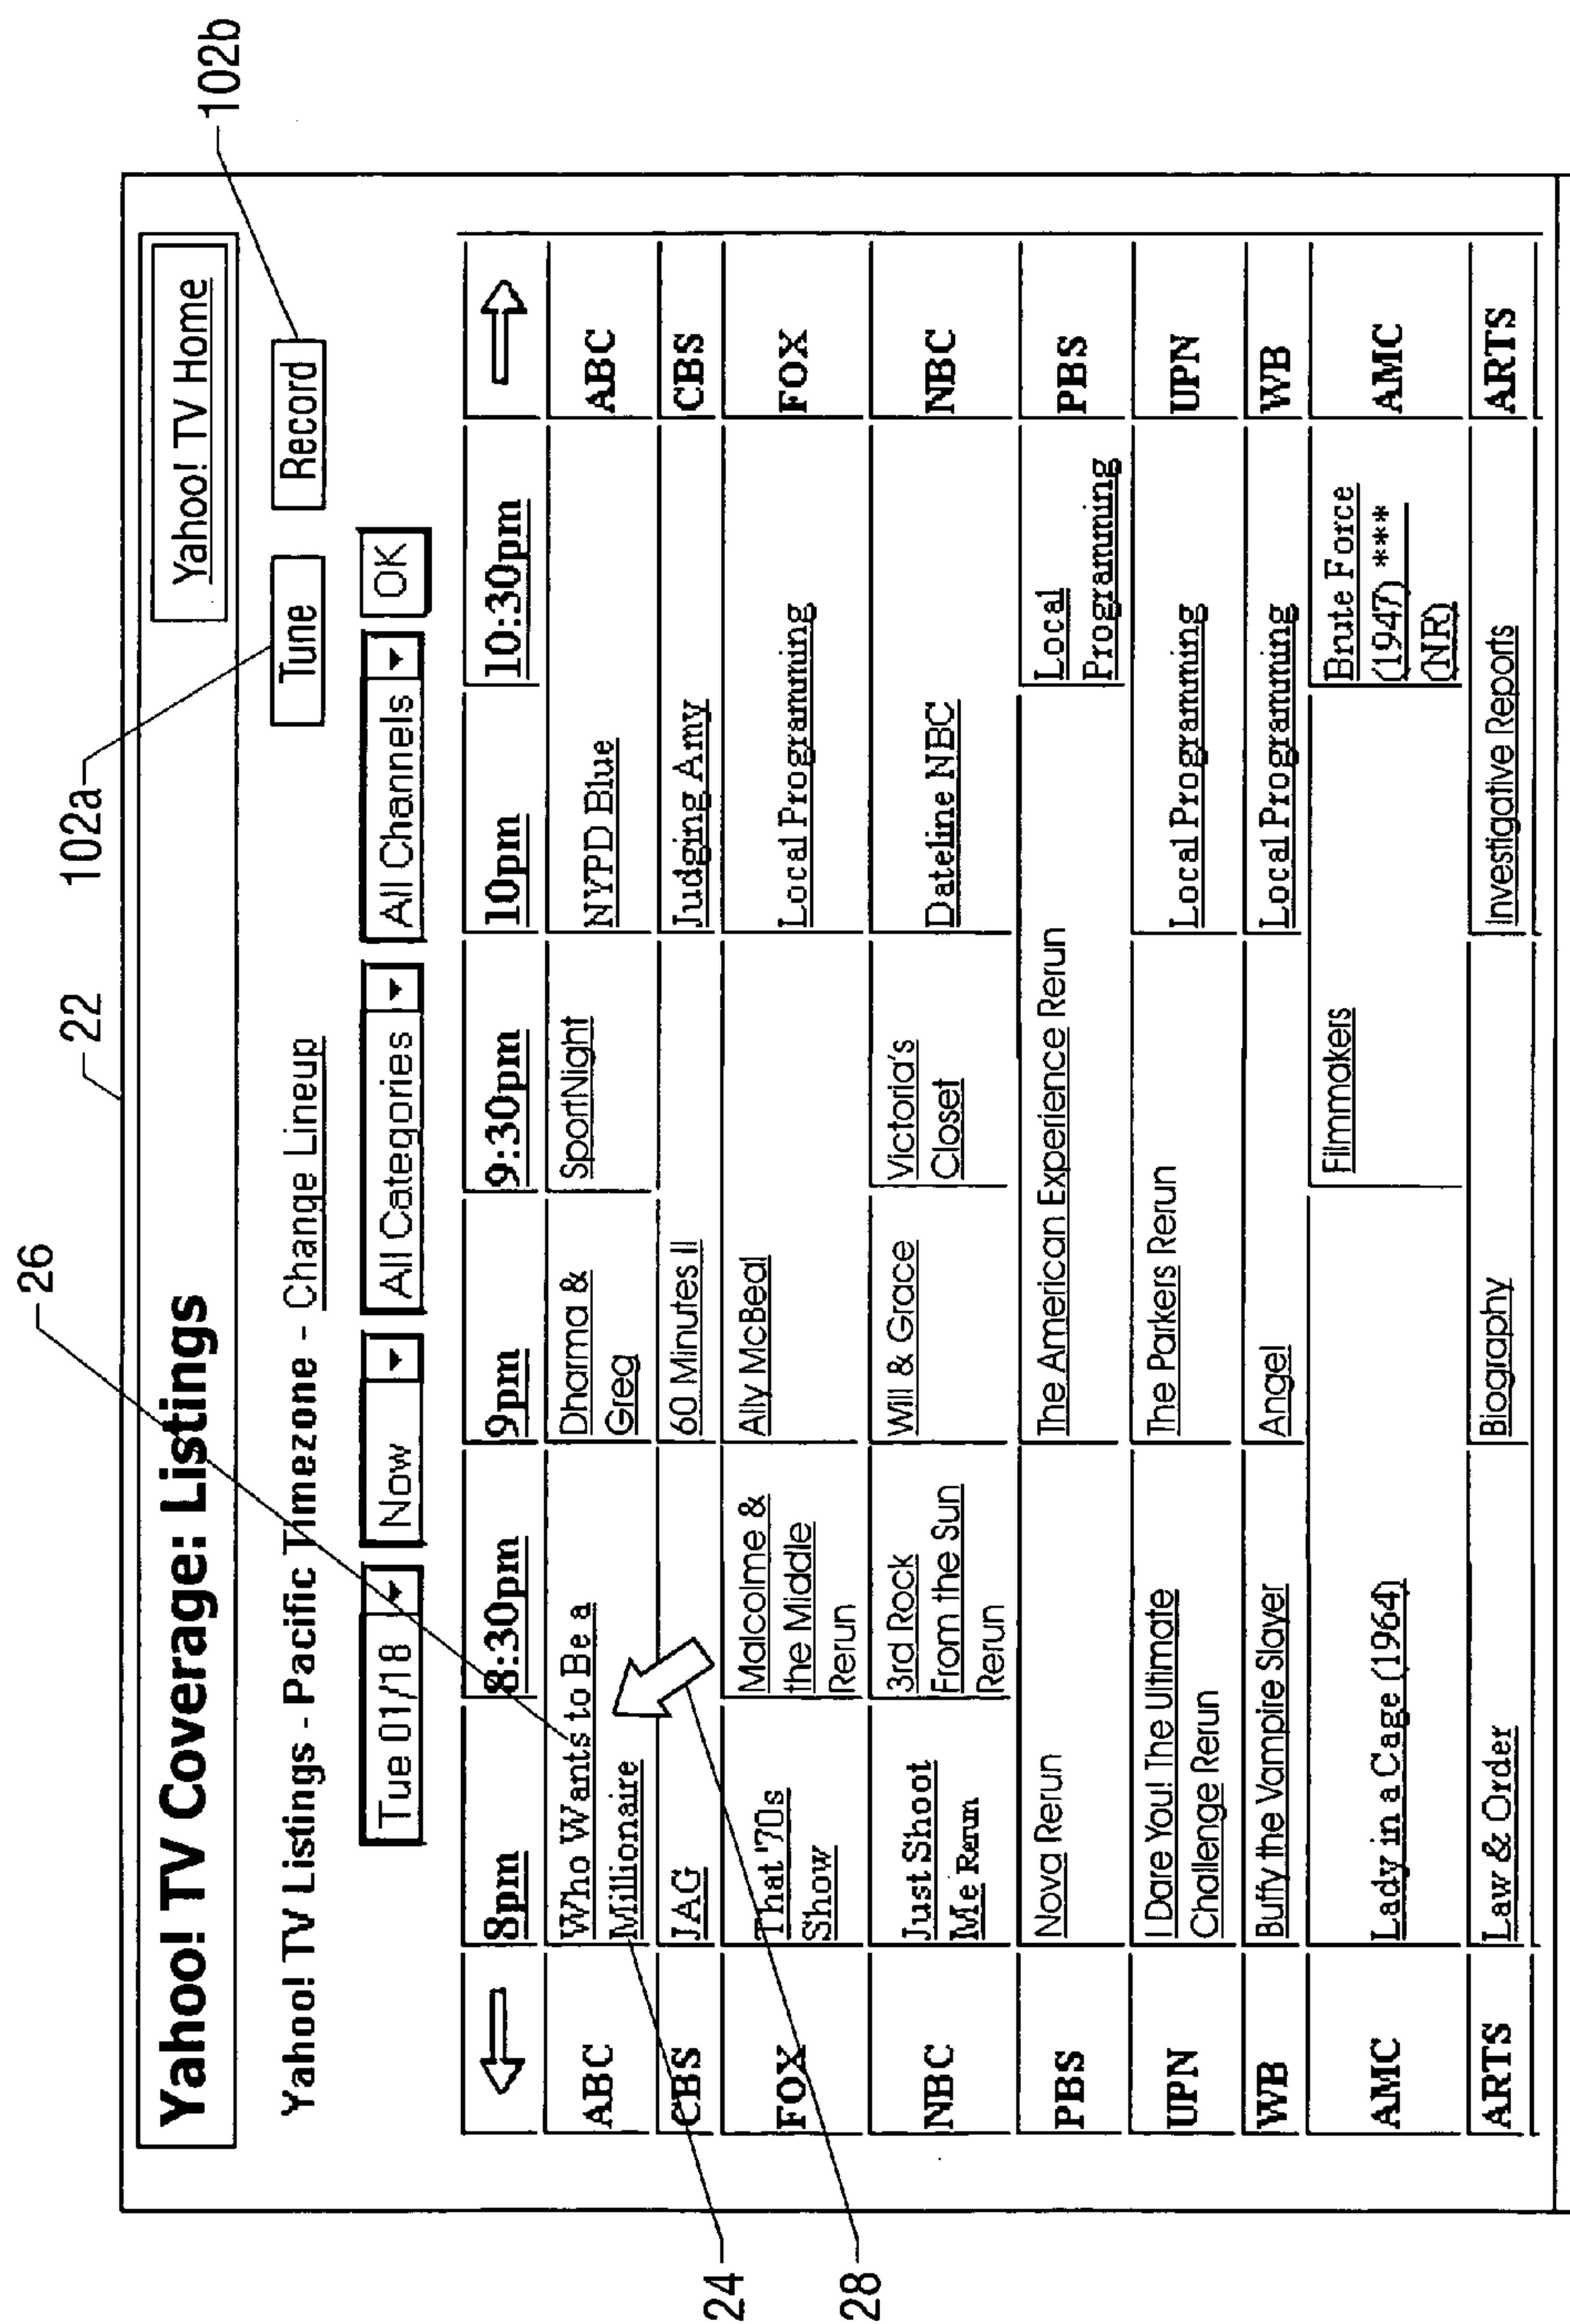 26
22
102a
102b
Yahoo! TV Coverage: Listings Yahoo! TV Home
Yahoo! TV Listings - Pacific Timezone - Change Lineup Tune Record
Tue 01/18 Now All Categories All Channels OK
8pm 8:30pm 9pm 9:30pm 10pm 10:30pm
ABC Who Wants to Be a Dharma & SportNight NYPD Blue ABC
Millionaire Greg
CBS JAG 60 Minutes II Judging Amy CBS
FOX That '70s Malcolme & Ally McBeal Local Programming FOX
Show the Middle
Rerun
NBC Just Shoot 3rd Rock Will & Grace Victoria's Dateline NBC NBC
Me Rerun From the Sun Closet
Rerun
PBS Nova Rerun The American Experience Rerun Local PBS
Programming
UPN I Dare You! The Ultimate The Parkers Rerun Local Programming UPN
Challenge Rerun
WB Buffy the Vampire Slayer Angel Local Programming WB
AMC Lady in a Cage (1964) Filmmakers Brute Force AMC
(1947) ***
(NR)
ARTS Law & Order Biography Investigative Reports ARTS
24
28